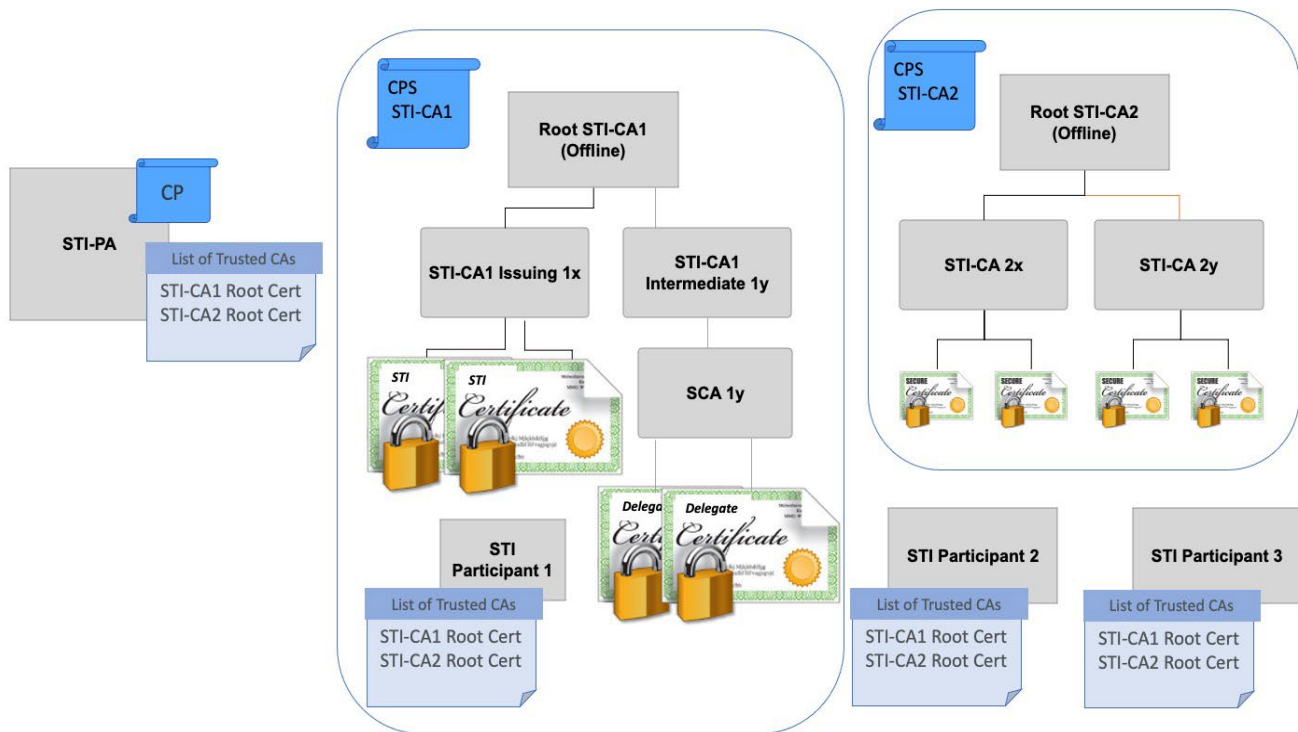 CP
STI-PA
List of Trusted CAs
STI-CA1 Root Cert
STI-CA2 Root Cert
CPS
STI-CA1
Root STI-CA1
(Offline)
STI-CA1 Issuing 1x
STI-CA1
Intermediate 1y
SCA 1y
STI
STI
Certificate
Delega
Delegate
Certificate
STI
Participant 1
List of Trusted CAs
STI-CA1 Root Cert
STI-CA2 Root Cert
CPS
STI-CA2
Root STI-CA2
(Offline)
STI-CA 2x
STI-CA 2y
SECURE
Certificate
SECURE
Certificate
SECURE
Certificate
SECURE
Certificate
STI Participant 2
List of Trusted CAs
STI-CA1 Root Cert
STI-CA2 Root Cert
STI Participant 3
List of Trusted CAs
STI-CA1 Root Cert
STI-CA2 Root Cert